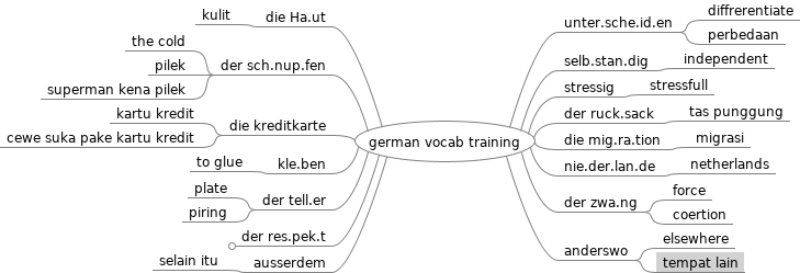 german vocab training
die Ha.ut
kulit
der sch.nup.fen
the cold
pilek
superman kena pilek
die kreditkarte
kartu kredit
cewe suka pake kartu kredit
kle.ben
to glue
der tell.er
plate
piring
der res.pek.t
ausserdem
selain itu
unter.sche.id.en
diffrerentiate
perbedaan
selb.stan.dig
independent
stressig
stressfull
der ruck.sack
tas punggung
die mig.ra.tion
migrasi
nie.der.lan.de
netherlands
der zwa.ng
force
coertion
anderswo
elsewhere
tempat lain